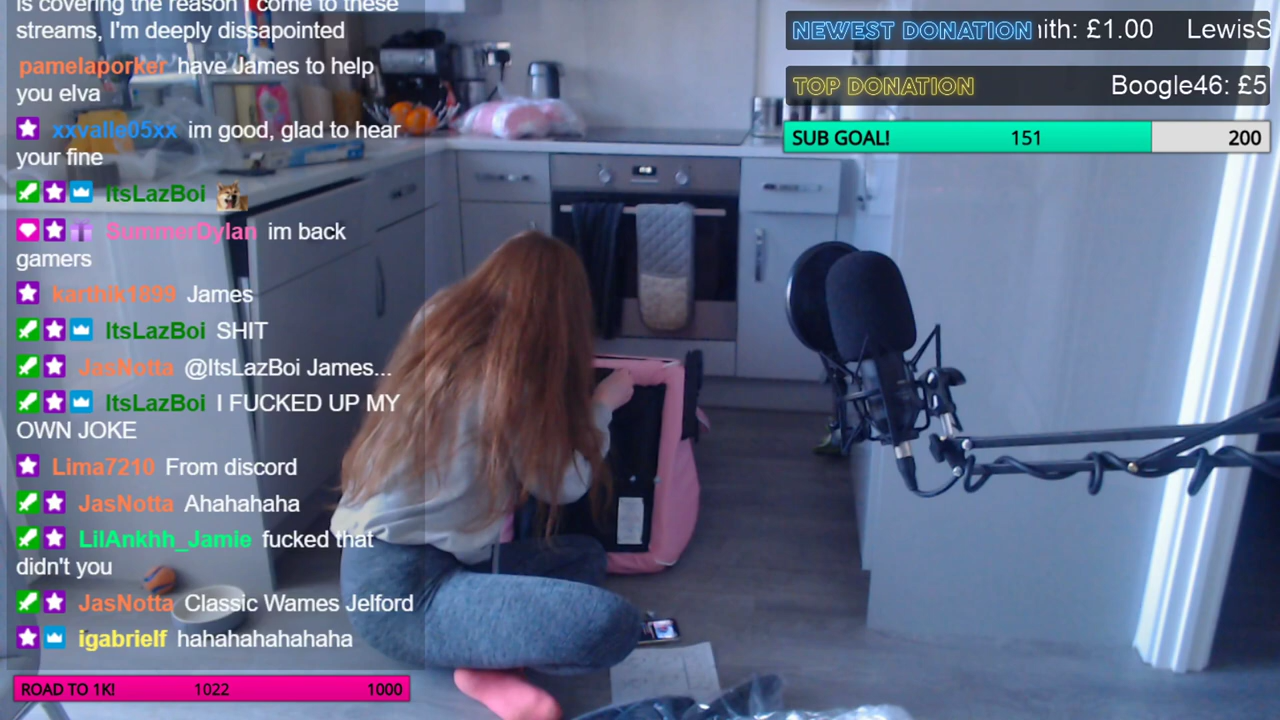 is covering the reason I come to these
streams, I'm deeply dissapointed
pamelaporker have James to help
you elva
xxvalle05xx im good, glad to hear
your fine
ItsLazBoi
SummerDylan im back
gamers
karthik1899 James
ItsLazBoi SHIT
JasNotta @ItsLazBoi James...
ItsLazBoi I FUCKED UP MY
OWN JOKE
Lima7210 From discord
JasNotta Ahahahaha
LilAnkhh_Jamie fucked that
didn't you
JasNotta Classic Wames Jelford
igabrielf hahahahahahaha
ROAD TO 1K! 1022 1000
NEWEST DONATION ith: £1.00 LewisS
TOP DONATION Boogle46: £5
SUB GOAL! 151 200